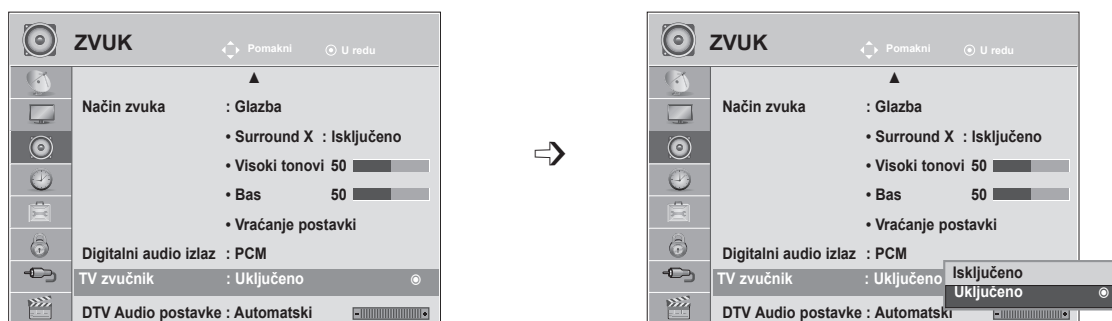 ZVUK
Pomakni
U redu
Način zvuka : Glazba
• Surround X : Isključeno
• Visoki tonovi 50
• Bas 50
• Vraćanje postavki
Digitalni audio izlaz : PCM
TV zvučnik : Uključeno
DTV Audio postavke : Automatski
ZVUK
Pomakni
U redu
Način zvuka : Glazba
• Surround X : Isključeno
• Visoki tonovi 50
• Bas 50
• Vraćanje postavki
Digitalni audio izlaz : PCM
TV zvučnik : Uključeno
Isključeno
Uključeno
DTV Audio postavke : Automatski